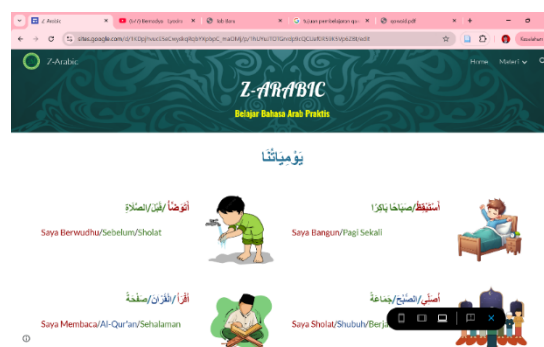 Z-Arabic
Z-ARABIC
Home Materi
Belajar Bahasa Arab Praktis
يَوْمِيَاتُنَا
أَسْتَيْقِظُ/صَبَاحًا بَاكِرًا
Saya Bangun/Pagi Sekali
أَتَوَضَّأُ/قَبْلَ/الصَّلَاةِ
Saya Berwudhu/Sebelum/Sholat
أُصَلِّي/الصُّبْحَ/جَمَاعَةً
Saya Sholat/Shubuh/Berja
أَقْرَأُ/القُرْآنَ/صَفْحَةً
Saya Membaca/Al-Qur'an/Sehalaman